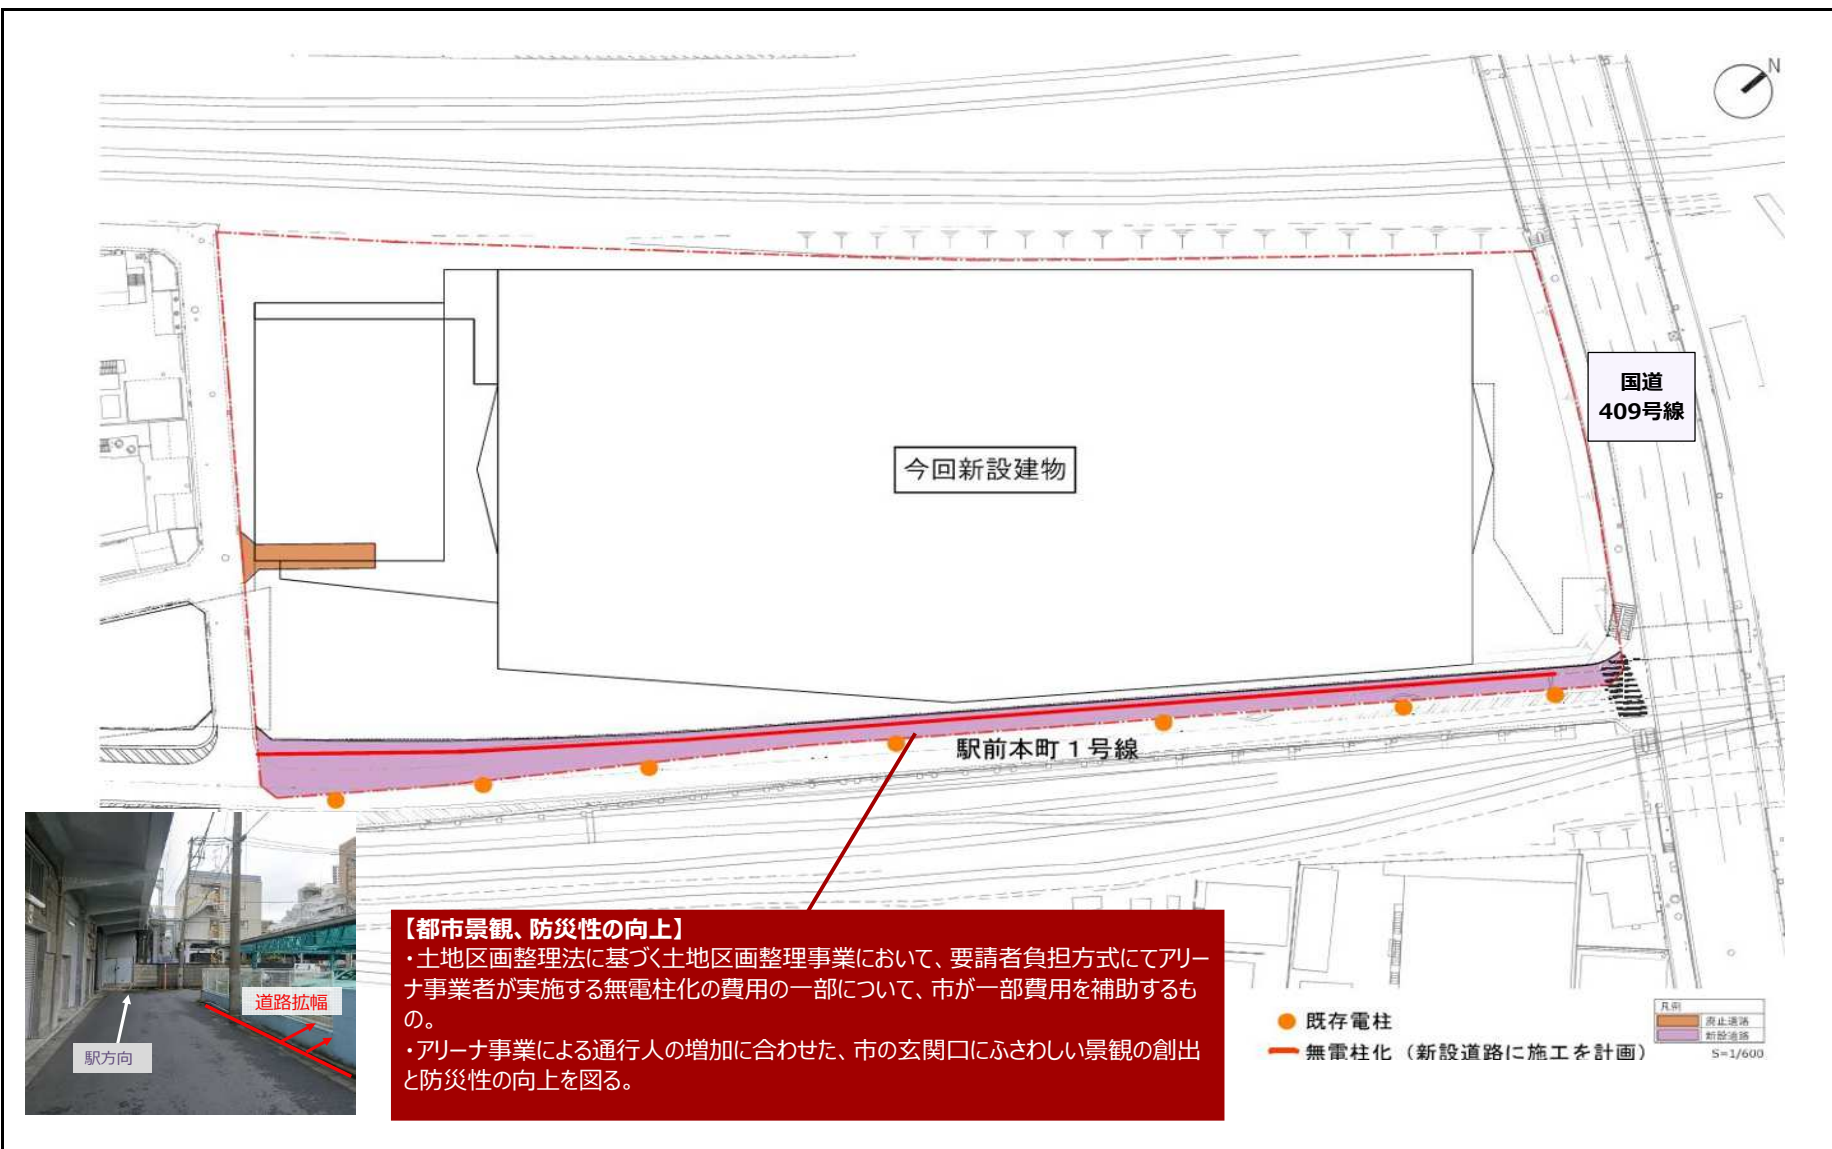 N
国道
409号線
今回新設建物
駅前本町1号線
道路拡幅
駅方向
【都市景観、防災性の向上】
・土地区画整理法に基づく土地区画整理事業において、要請者負担方式にてアリー
ナ事業者が実施する無電柱化の費用の一部について、市が一部費用を補助するも
の。
・アリーナ事業による通行人の増加に合わせた、市の玄関口にふさわしい景観の創出
と防災性の向上を図る。
既存電柱
無電柱化（新設道路に施工を計画）
凡例
廃止道路
新設道路
S=1/600